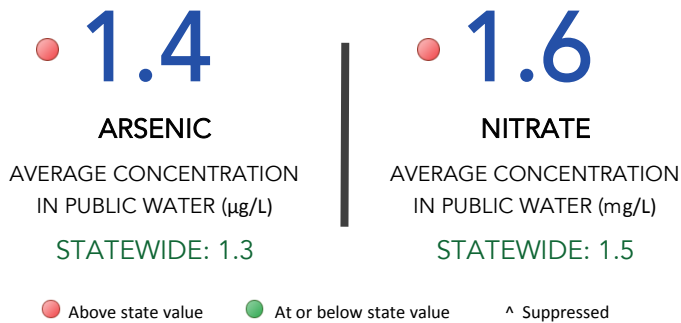 1.4
ARSENIC
AVERAGE CONCENTRATION
IN PUBLIC WATER (µg/L)
STATEWIDE: 1.3
1.6
NITRATE
AVERAGE CONCENTRATION
IN PUBLIC WATER (mg/L)
STATEWIDE: 1.5
Above state value
At or below state value
^ Suppressed